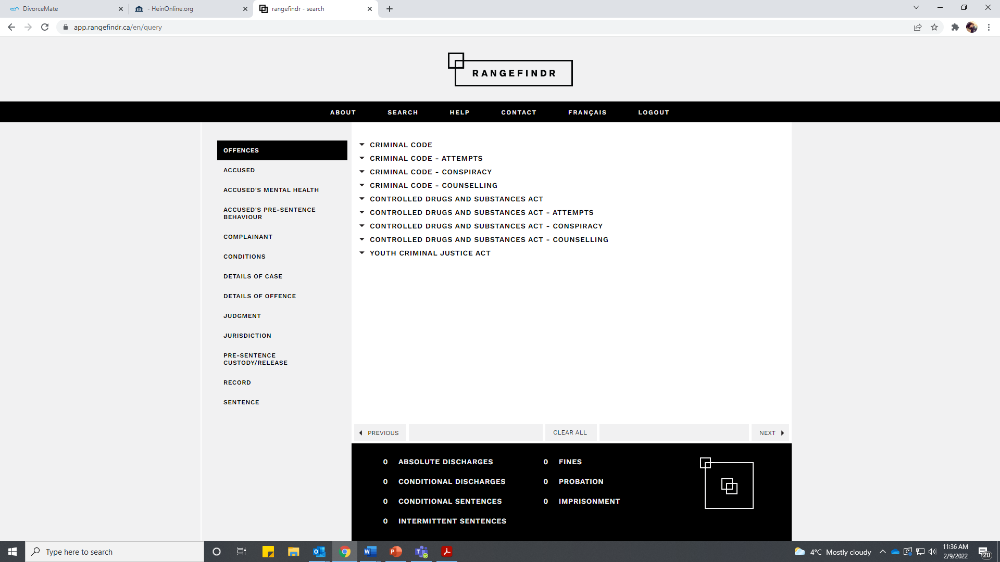 DivorceMate
- HeinOnline.org
rangefindr - search
app.rangefindr.ca/en/query
RANGEFINDR
ABOUT
SEARCH
HELP
CONTACT
FRANÇAIS
LOGOUT
OFFENCES
ACCUSED
ACCUSED'S MENTAL HEALTH
ACCUSED'S PRE-SENTENCE
BEHAVIOUR
COMPLAINANT
CONDITIONS
DETAILS OF CASE
DETAILS OF OFFENCE
JUDGMENT
JURISDICTION
PRE-SENTENCE
CUSTODY/RELEASE
RECORD
SENTENCE
CRIMINAL CODE
CRIMINAL CODE - ATTEMPTS
CRIMINAL CODE - CONSPIRACY
CRIMINAL CODE - COUNSELLING
CONTROLLED DRUGS AND SUBSTANCES ACT
CONTROLLED DRUGS AND SUBSTANCES ACT - ATTEMPTS
CONTROLLED DRUGS AND SUBSTANCES ACT - CONSPIRACY
CONTROLLED DRUGS AND SUBSTANCES ACT - COUNSELLING
YOUTH CRIMINAL JUSTICE ACT
PREVIOUS
CLEAR ALL
NEXT
0 ABSOLUTE DISCHARGES
0 CONDITIONAL DISCHARGES
0 CONDITIONAL SENTENCES
0 INTERMITTENT SENTENCES
0 FINES
0 PROBATION
0 IMPRISONMENT
Type here to search
4°C Mostly cloudy
11:36 AM
2/9/2022
20